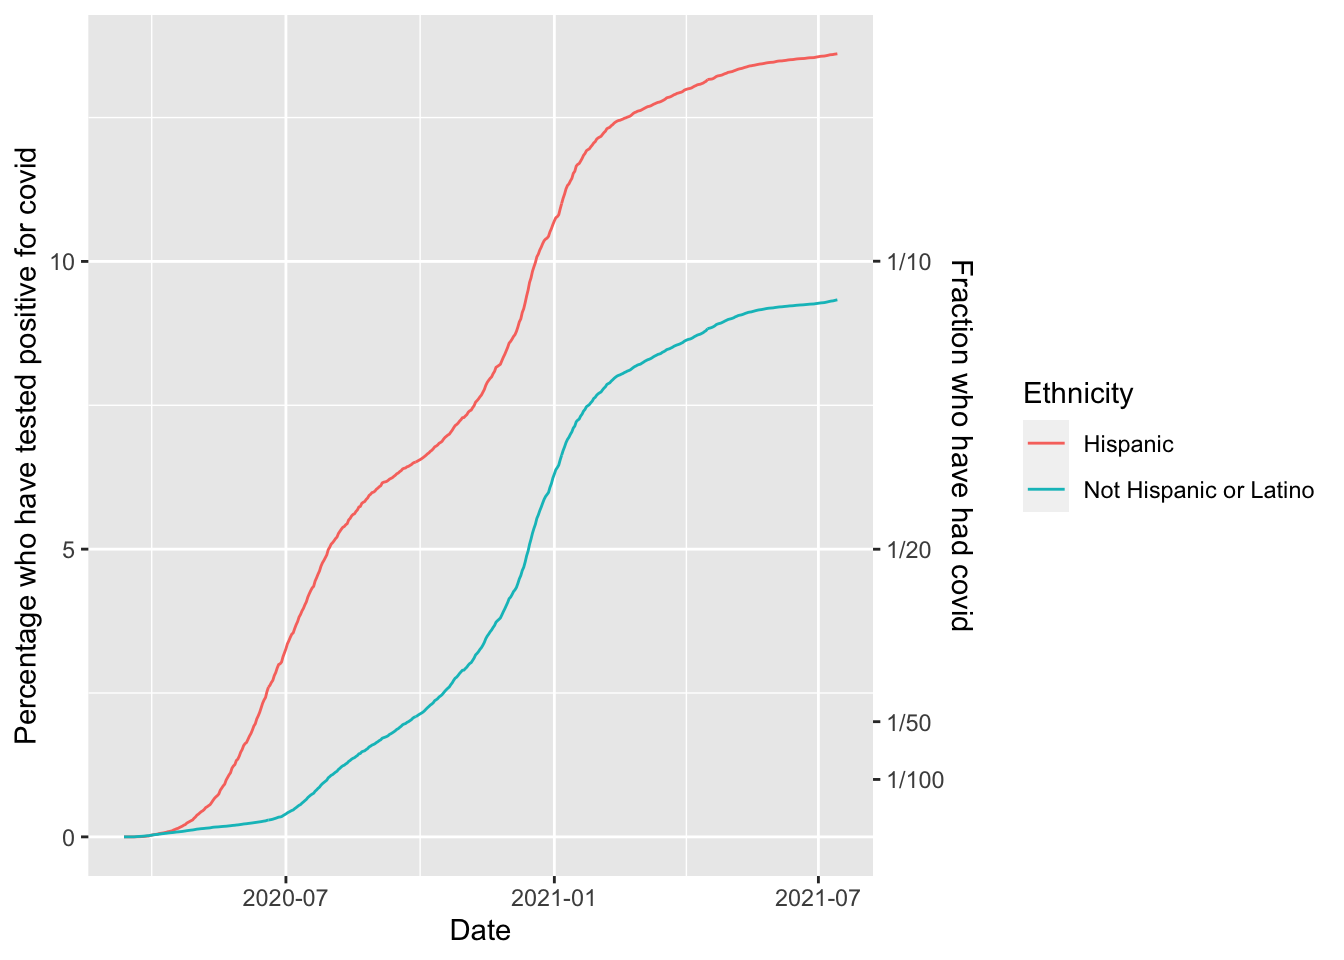 Percentage who have tested positive for covid
10
5
0
2020-07
2021-01
2021-07
Date
1/10
1/20
1/50
1/100
Fraction who have had covid
Ethnicity
Hispanic
Not Hispanic or Latino